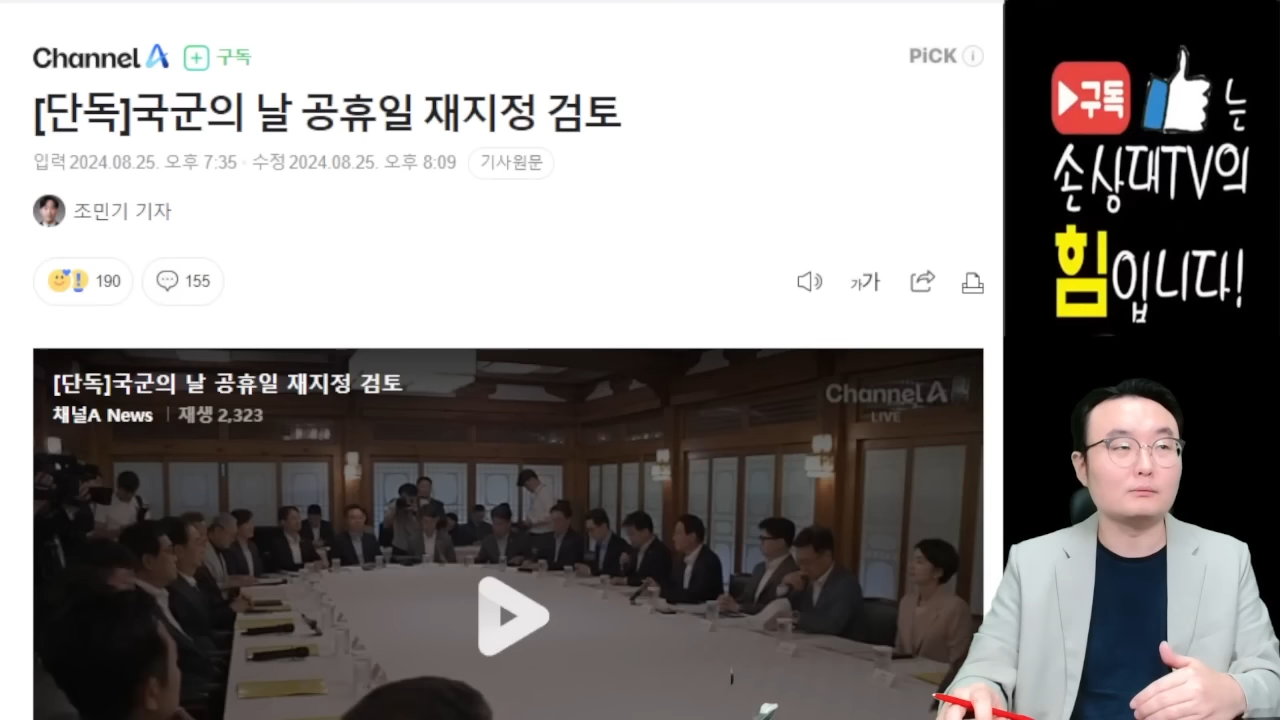 Channel A 구독
PiCK
[단독]국군의 날 공휴일 재지정 검토
입력 2024.08.25. 오후 7:35 · 수정 2024.08.25. 오후 8:09 기사원문
조민기 기자
190 155
가가
[단독]국군의 날 공휴일 재지정 검토
채널A News | 재생 2,323
Channel A
LIVE
구독 는
손상대TV의
힘입니다!